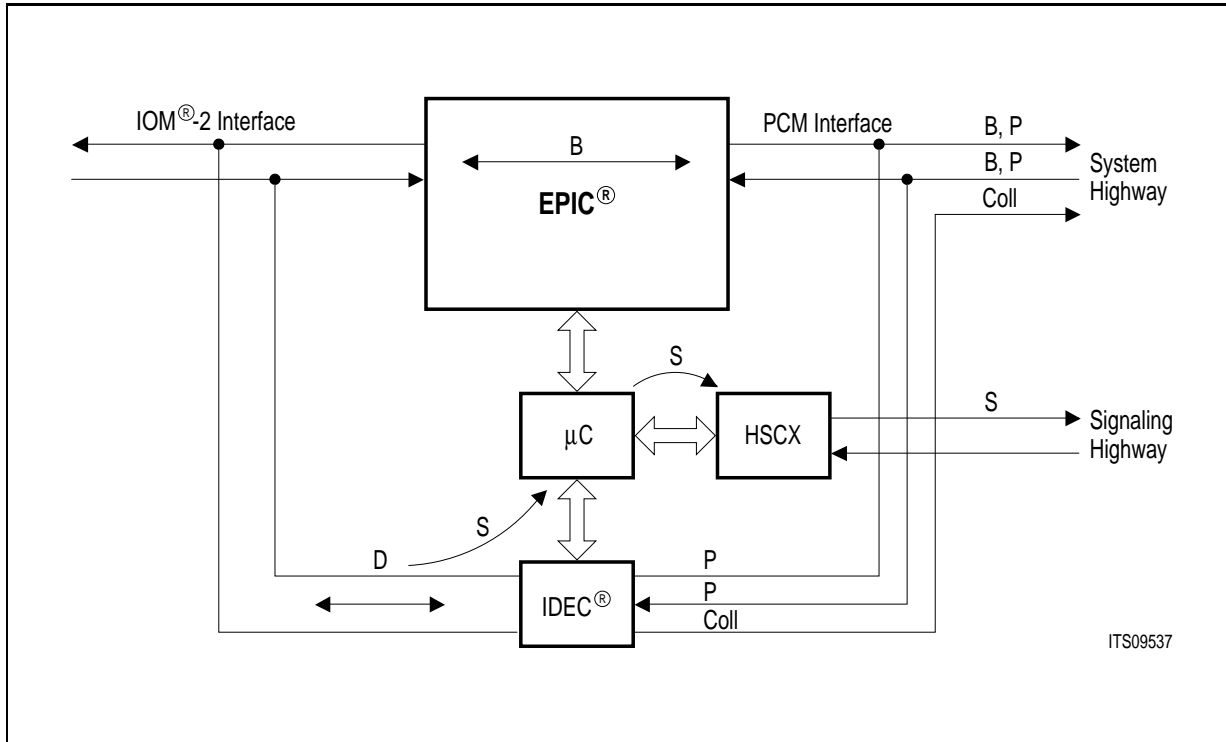 IOM®-2 Interface
PCM Interface
B, P
B
B, P
System
Highway
EPIC®
Coll
S
S
μC
HSCX
Signaling
Highway
S
D
P
P
IDEC®
Coll
ITS09537